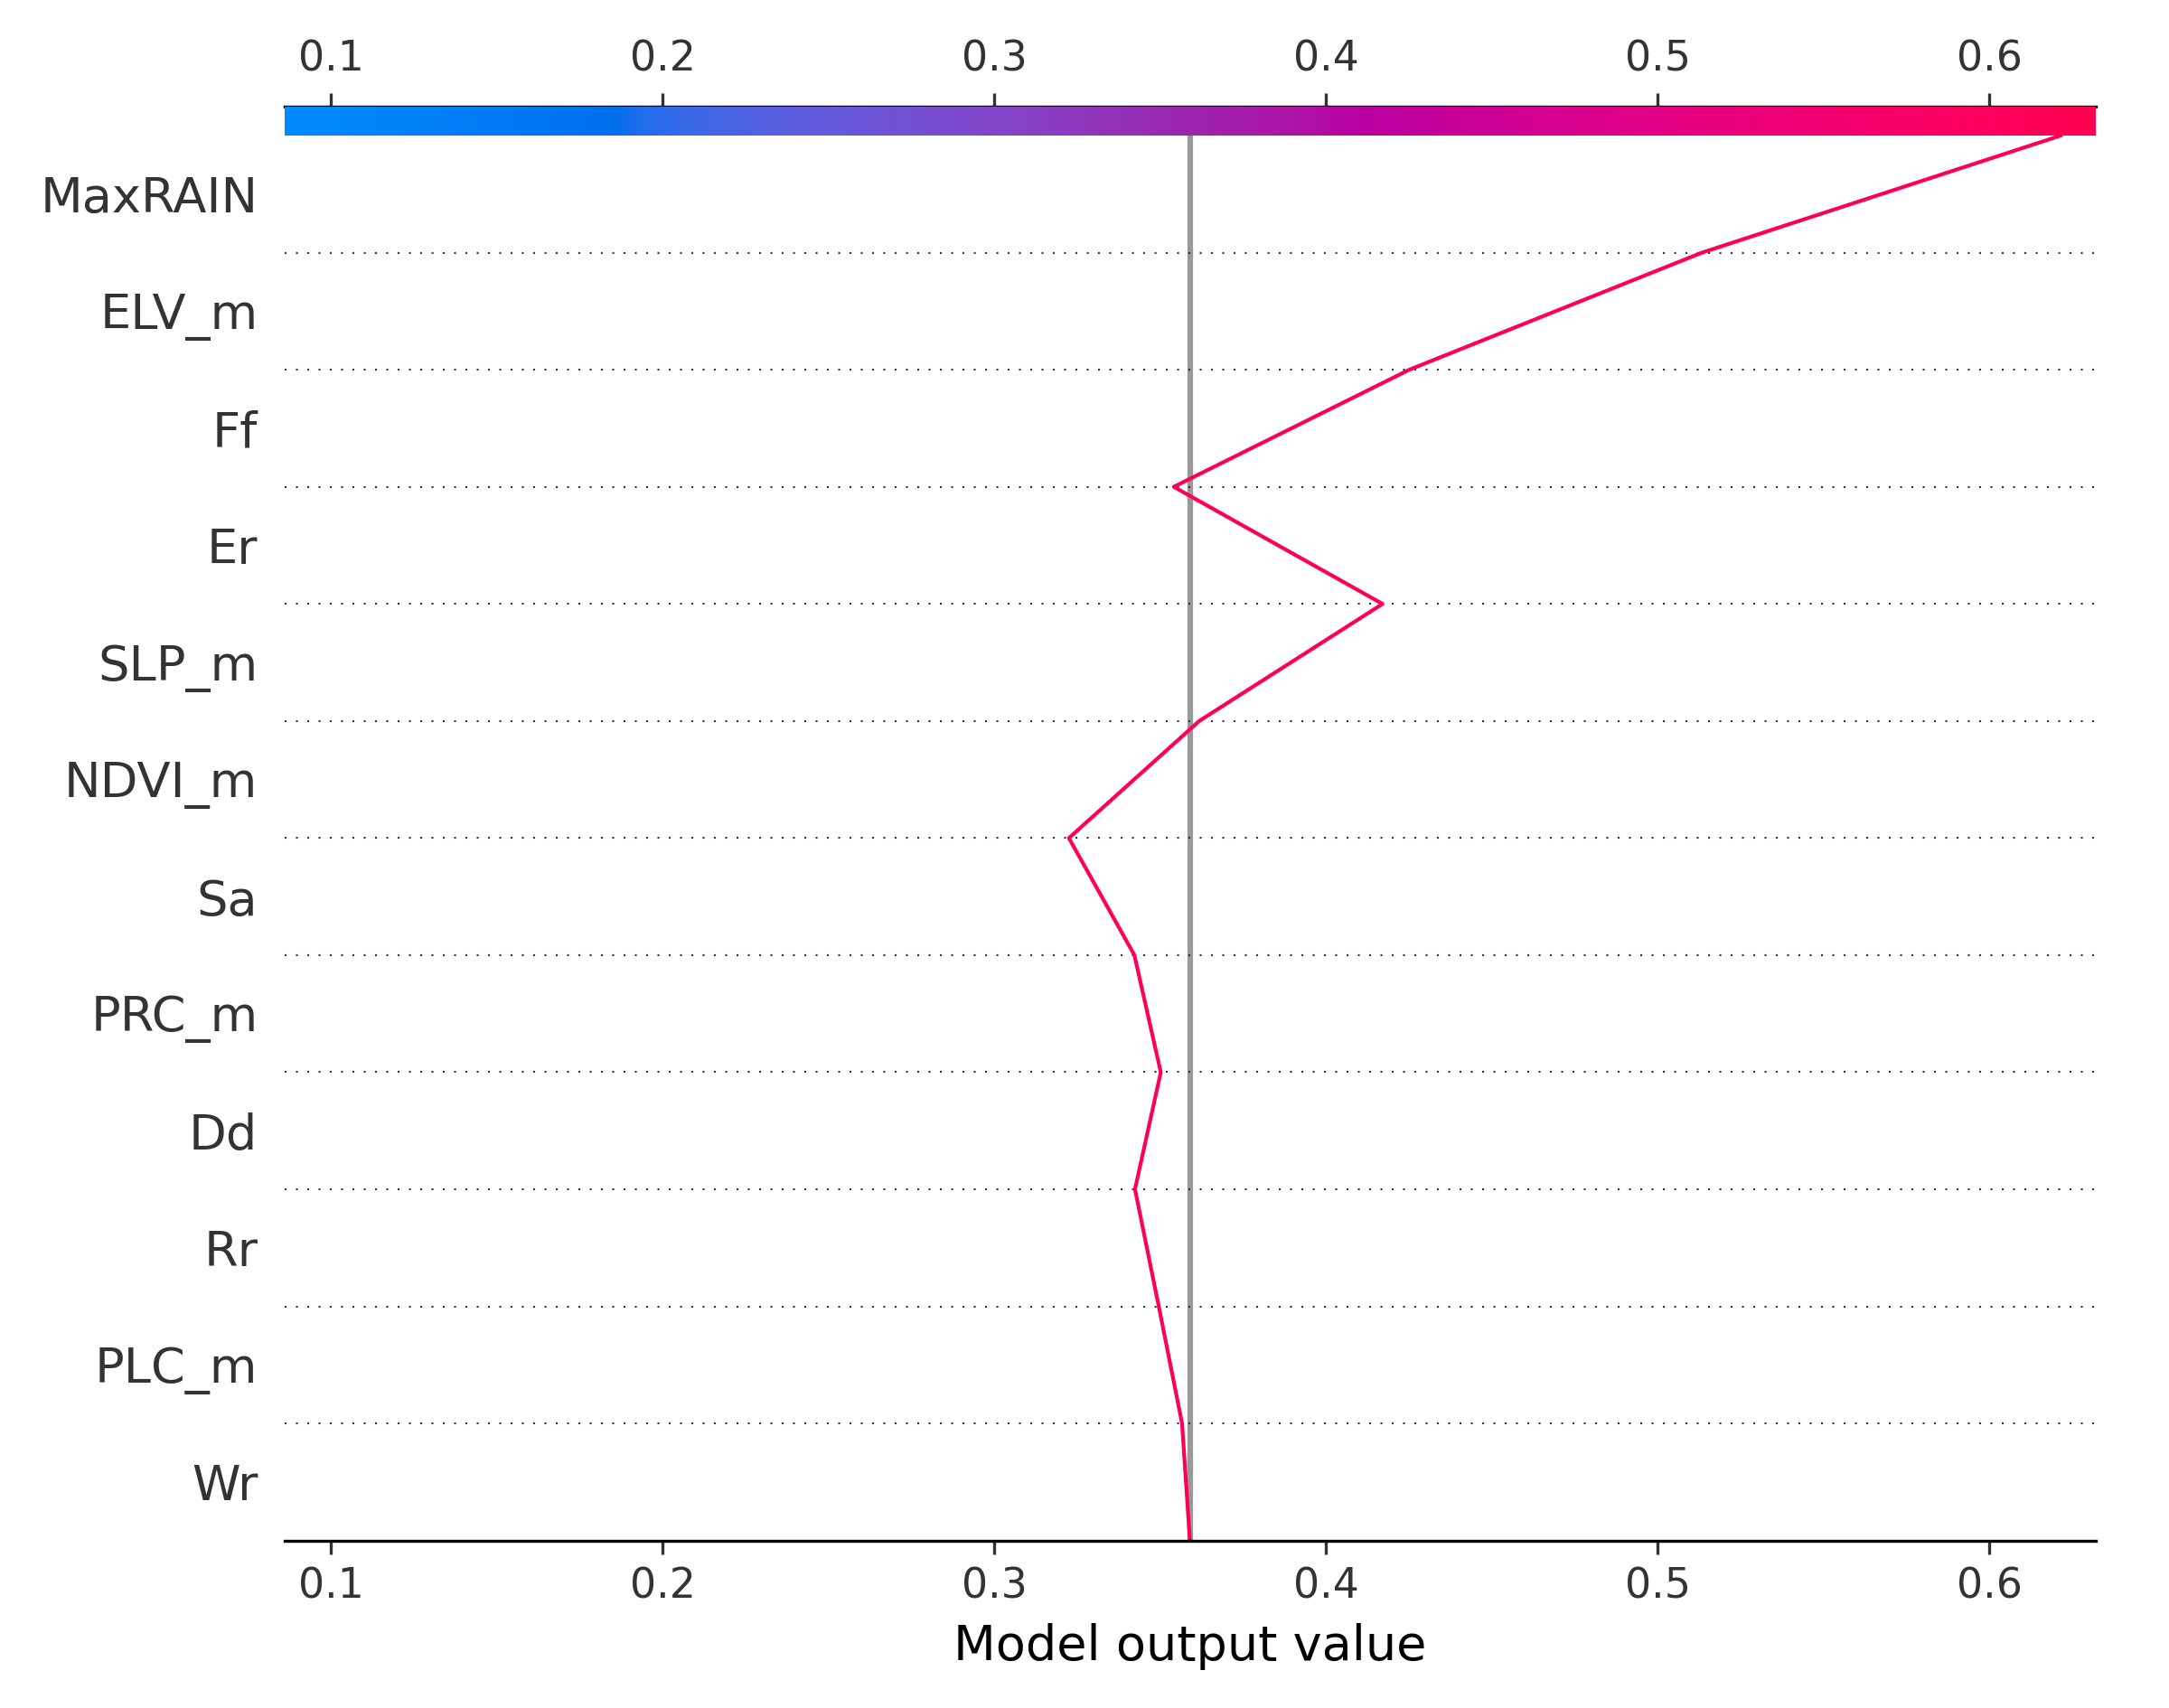 0.1 0.2 0.3 0.4 0.5 0.6
MaxRAIN
ELV_m
Ff
Er
SLP_m
NDVI_m
Sa
PRC_m
Dd
Rr
PLC_m
Wr
0.1 0.2 0.3 0.4 0.5 0.6
Model output value